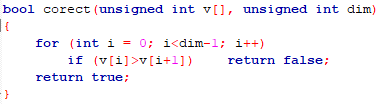 bool corect(unsigned int v[], unsigned int dim)
{
    for (int i = 0; i<dim-1; i++)
        if (v[i]>v[i+1])    return false;
    return true;
}